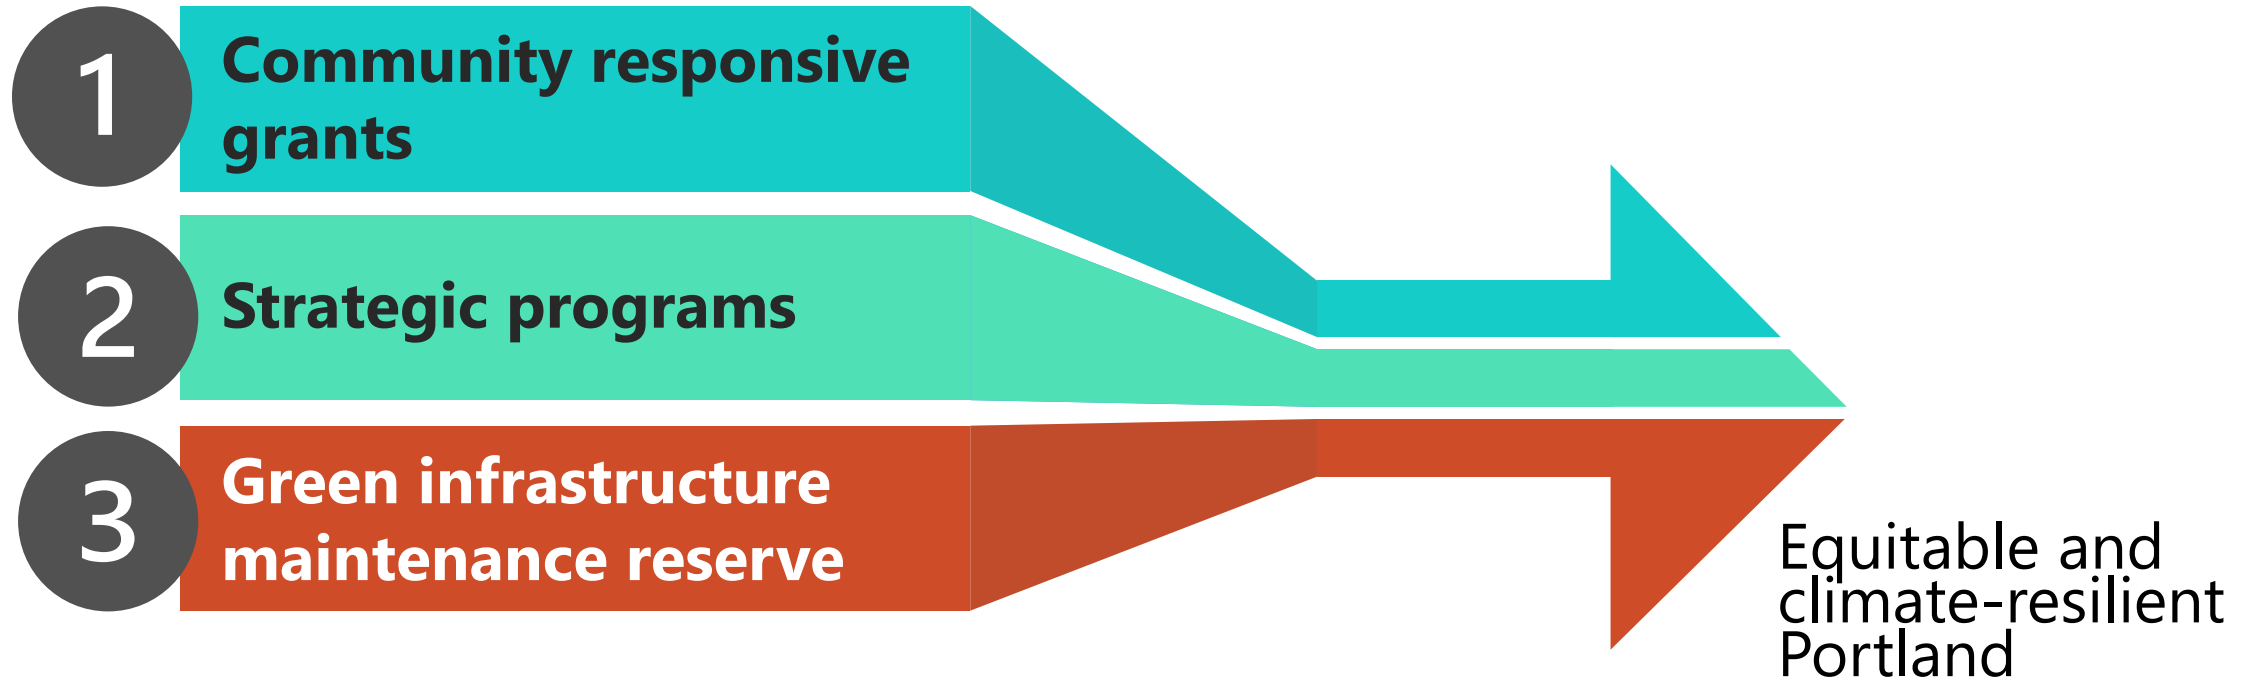 1
Community responsive
grants
2
Strategic programs
3
Green infrastructure
maintenance reserve
Equitable and
climate-resilient
Portland